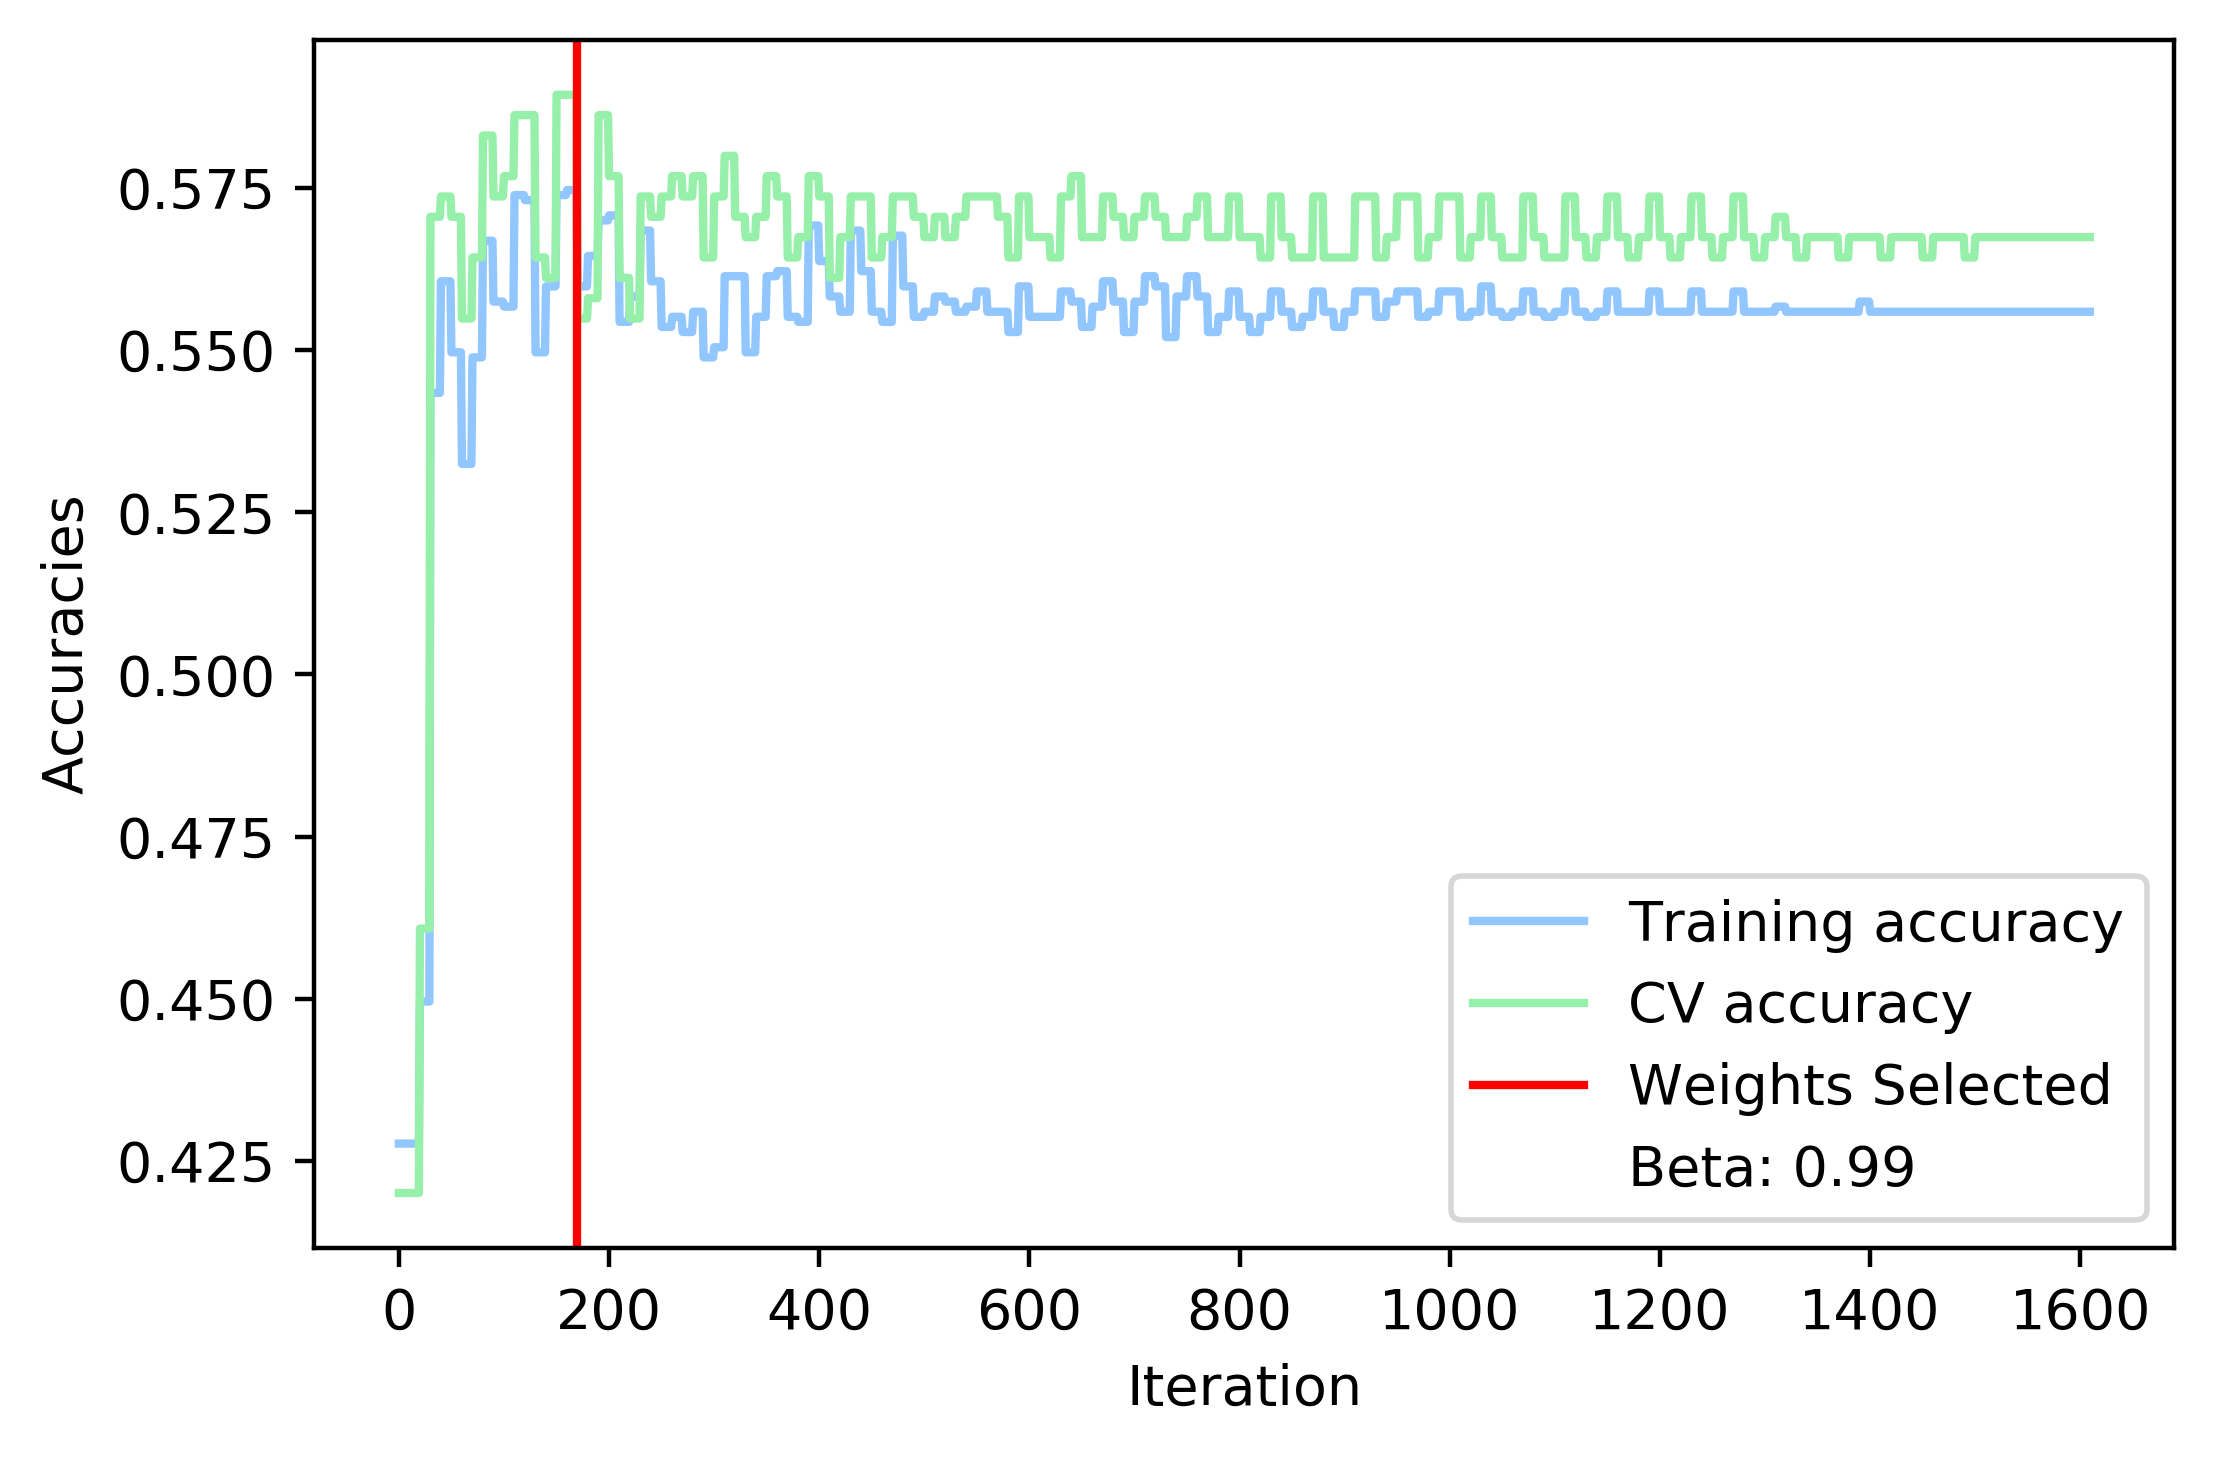 Accuracies
0.575
0.550
0.525
0.500
0.475
0.450
0.425
Training accuracy
CV accuracy
Weights Selected
Beta: 0.99
0 200 400 600 800 1000 1200 1400 1600
Iteration